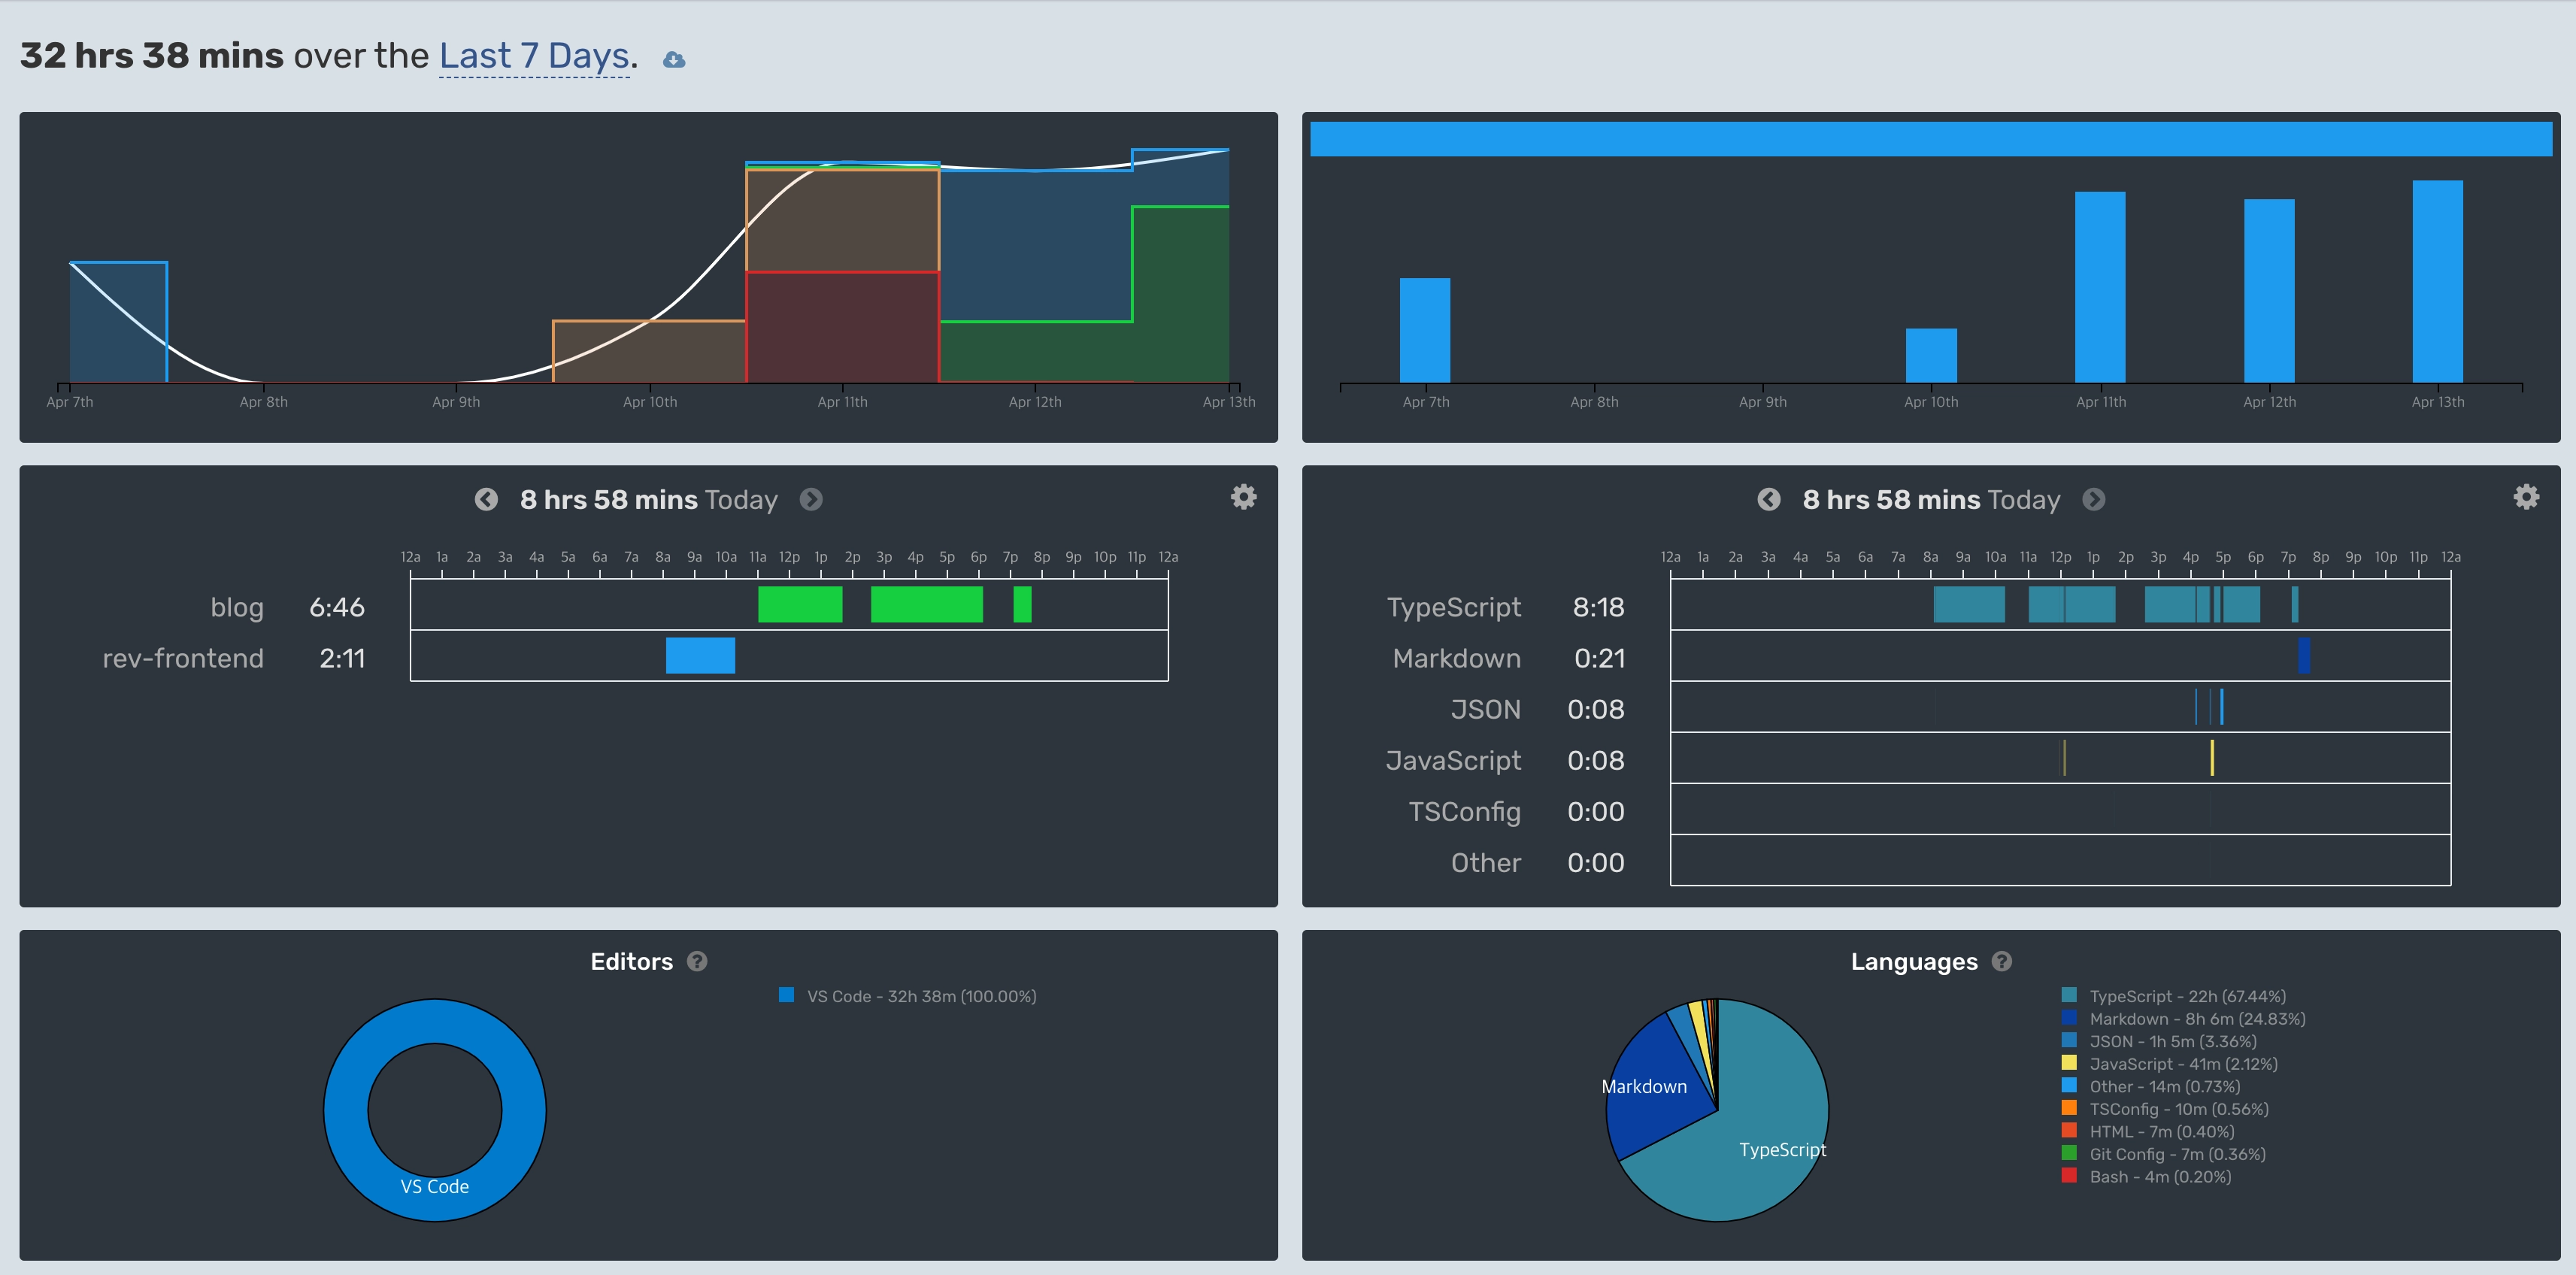 32 hrs 38 mins over the Last 7 Days.
Apr 7th Apr 8th Apr 9th Apr 10th Apr 11th Apr 12th Apr 13th
Apr 7th Apr 8th Apr 9th Apr 10th Apr 11th Apr 12th Apr 13th
8 hrs 58 mins Today
12a 1a 2a 3a 4a 5a 6a 7a 8a 9a 10a 11a 12p 1p 2p 3p 4p 5p 6p 7p 8p 9p 10p 11p 12a
blog 6:46
rev-frontend 2:11
8 hrs 58 mins Today
12a 1a 2a 3a 4a 5a 6a 7a 8a 9a 10a 11a 12p 1p 2p 3p 4p 5p 6p 7p 8p 9p 10p 11p 12a
TypeScript 8:18
Markdown 0:21
JSON 0:08
JavaScript 0:08
TSConfig 0:00
Other 0:00
Editors ?
VS Code - 32h 38m (100.00%)
VS Code
Languages ?
Markdown
TypeScript
TypeScript - 22h (67.44%)
Markdown - 8h 6m (24.83%)
JSON - 1h 5m (3.36%)
JavaScript - 41m (2.12%)
Other - 14m (0.73%)
TSConfig - 10m (0.56%)
HTML - 7m (0.40%)
Git Config - 7m (0.36%)
Bash - 4m (0.20%)